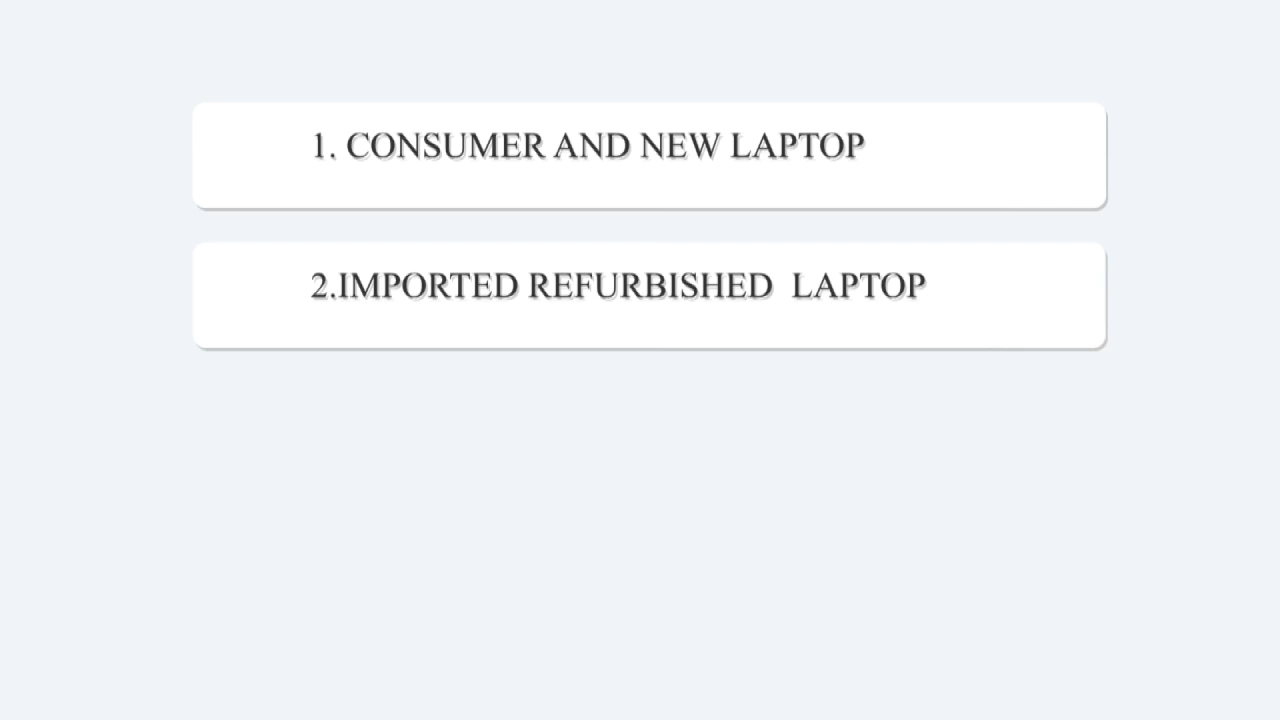 1. CONSUMER AND NEW LAPTOP
2.IMPORTED REFURBISHED  LAPTOP